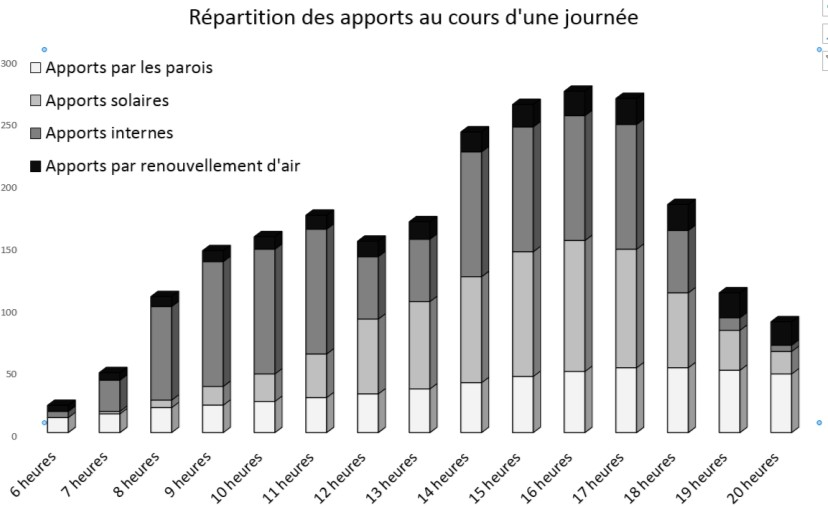 Répartition des apports au cours d'une journée
300
250
200
150
100
50
0
Apports par les parois
Apports solaires
Apports internes
Apports par renouvellement d'air
6 heures
7 heures
8 heures
9 heures
10 heures
11 heures
12 heures
13 heures
14 heures
15 heures
16 heures
17 heures
18 heures
19 heures
20 heures